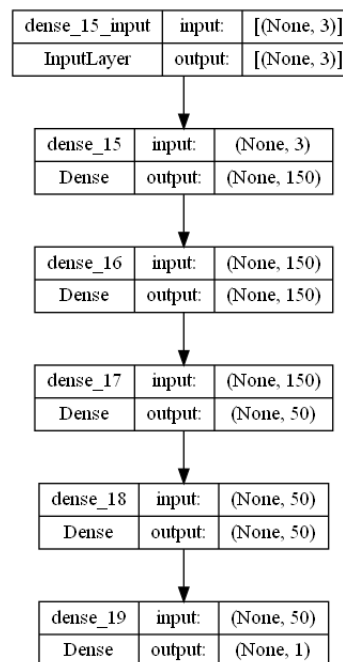 dense_15_input input: [(None, 3)]
InputLayer output: [(None, 3)]
dense_15 input: (None, 3)
Dense output: (None, 150)
dense_16 input: (None, 150)
Dense output: (None, 150)
dense_17 input: (None, 150)
Dense output: (None, 50)
dense_18 input: (None, 50)
Dense output: (None, 50)
dense_19 input: (None, 50)
Dense output: (None, 1)